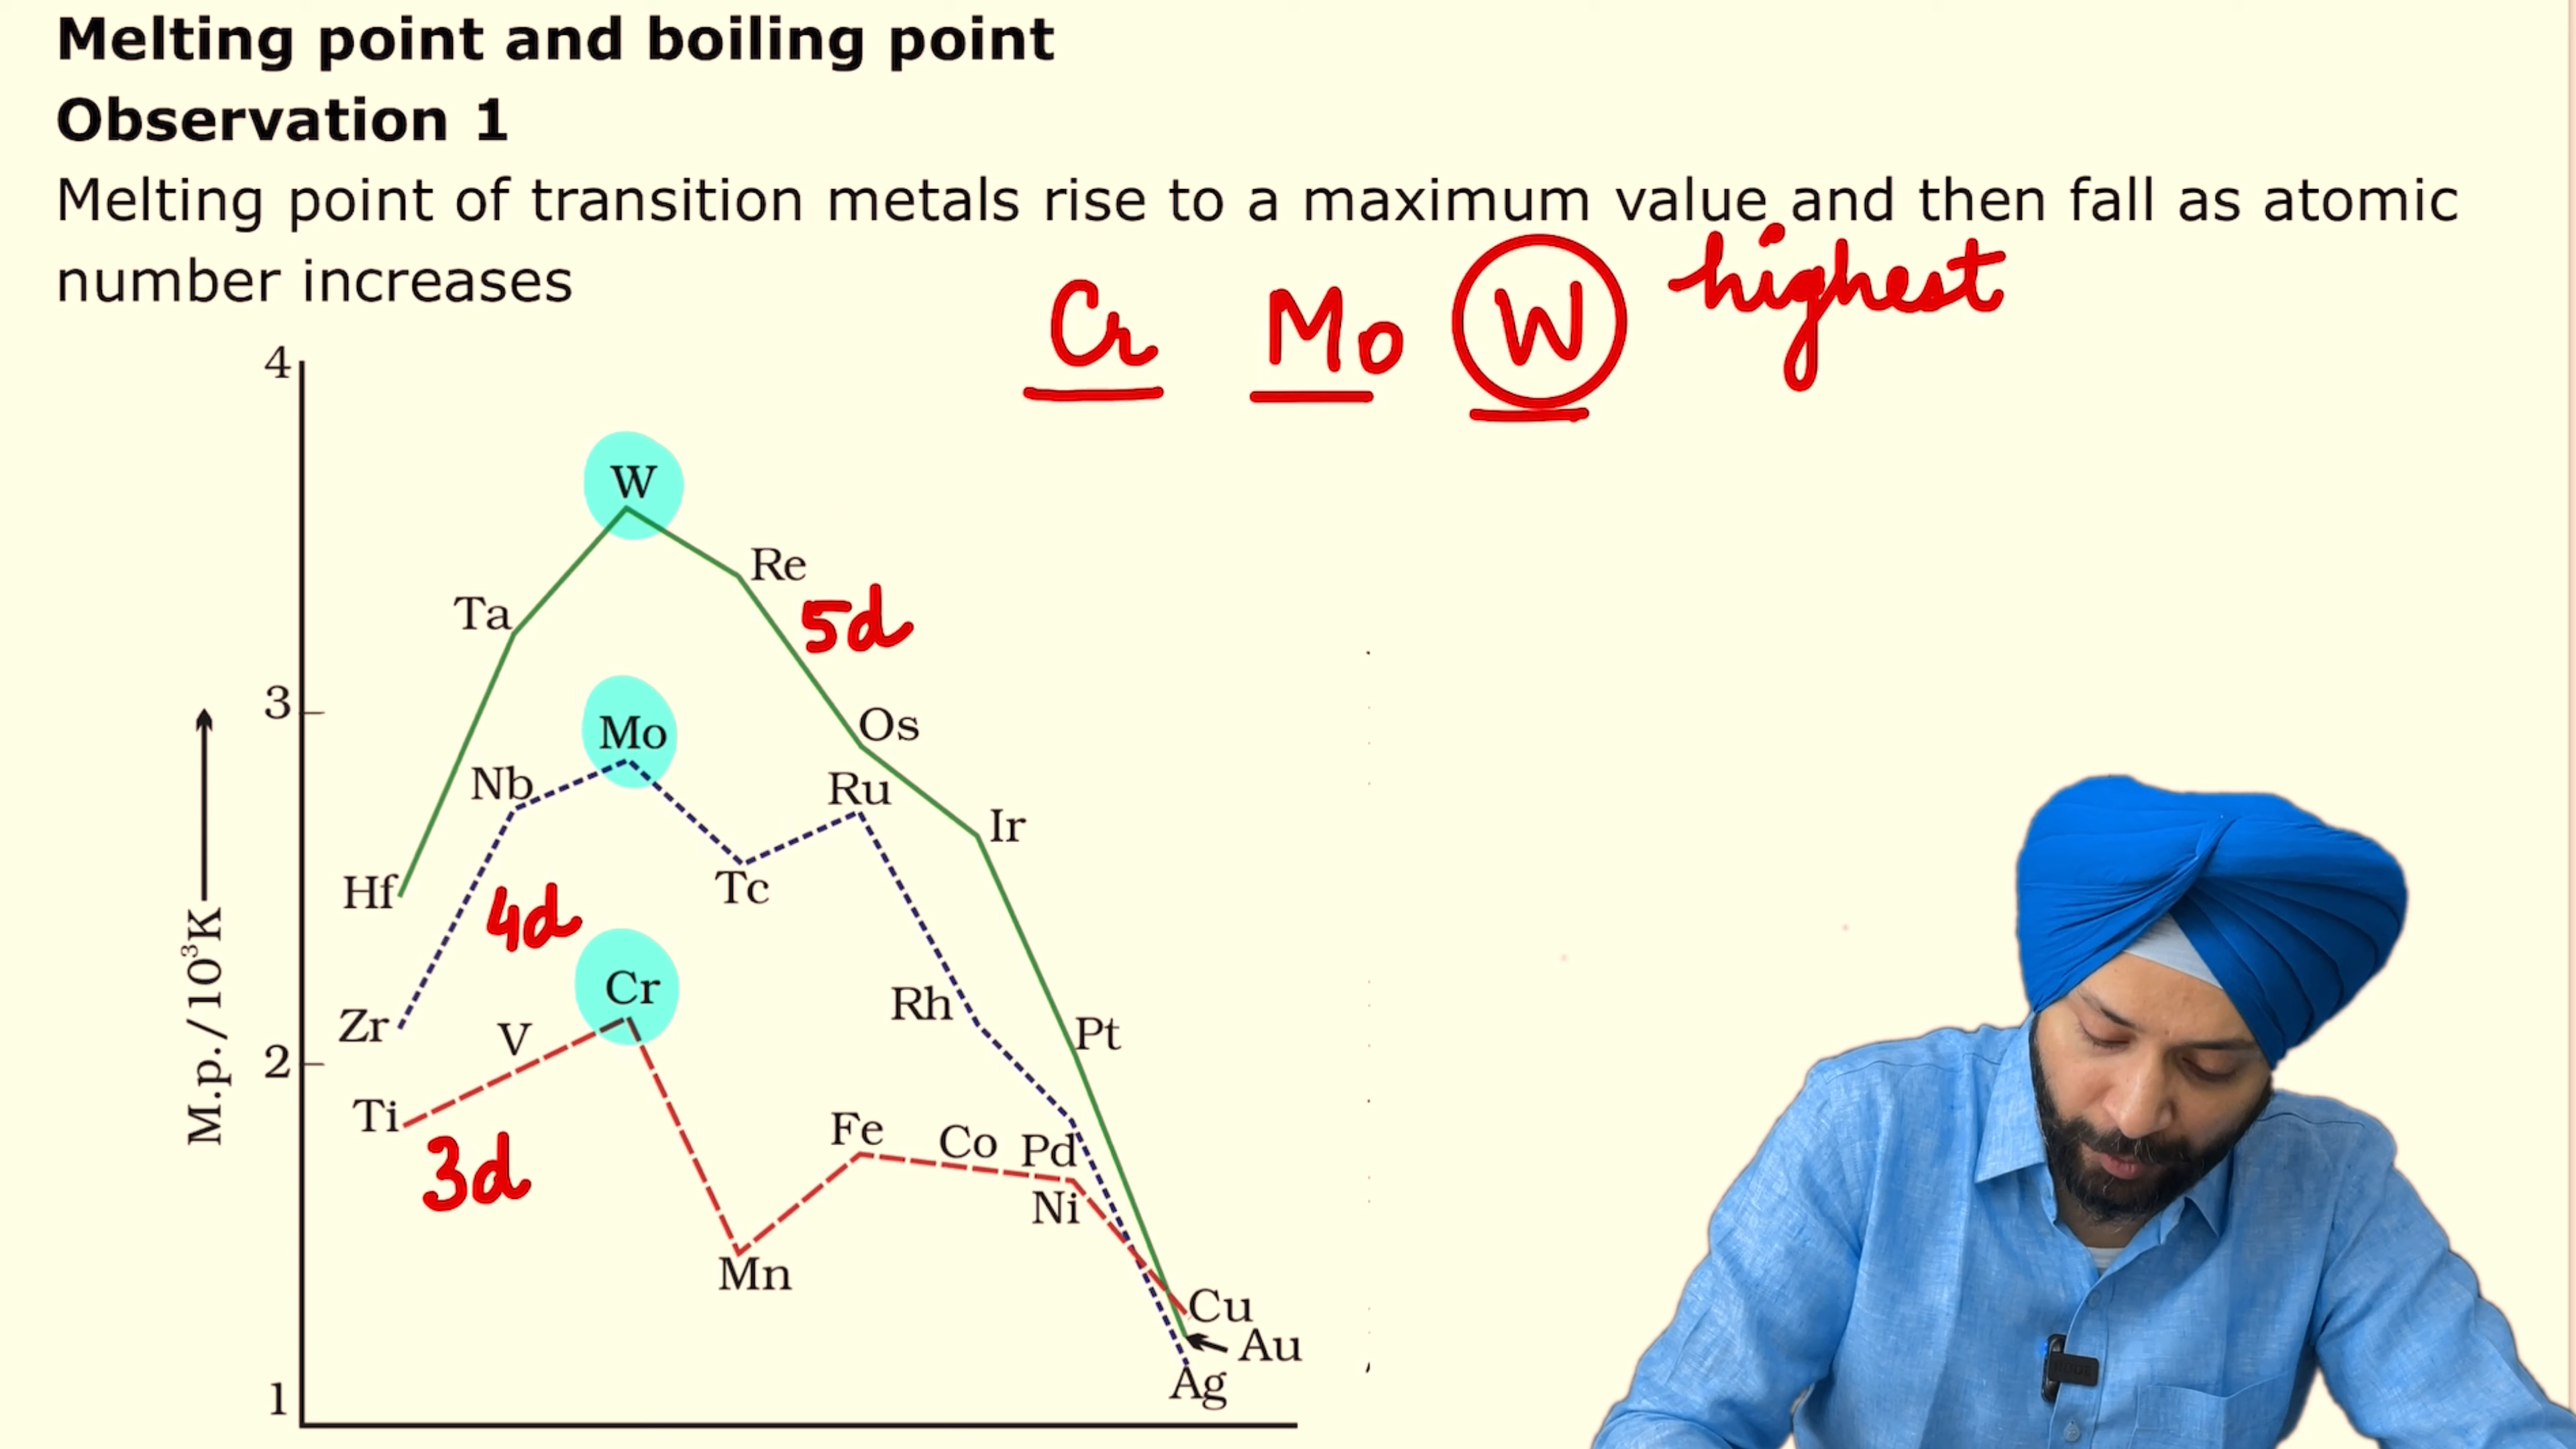 Melting point and boiling point
Observation 1
Melting point of transition metals rise to a maximum value and then fall as atomic
number increases
Cr Mo W highest
4
W
Re
Ta
5d
3
Os
Mo
Nb
Ru
Ir
Hf
Tc
4d
Cr
Rh
Zr
V
Pt
2
Ti
Fe
Co
Pd
3d
Ni
Mn
Cu
Au
Ag
1
M.p./10³K